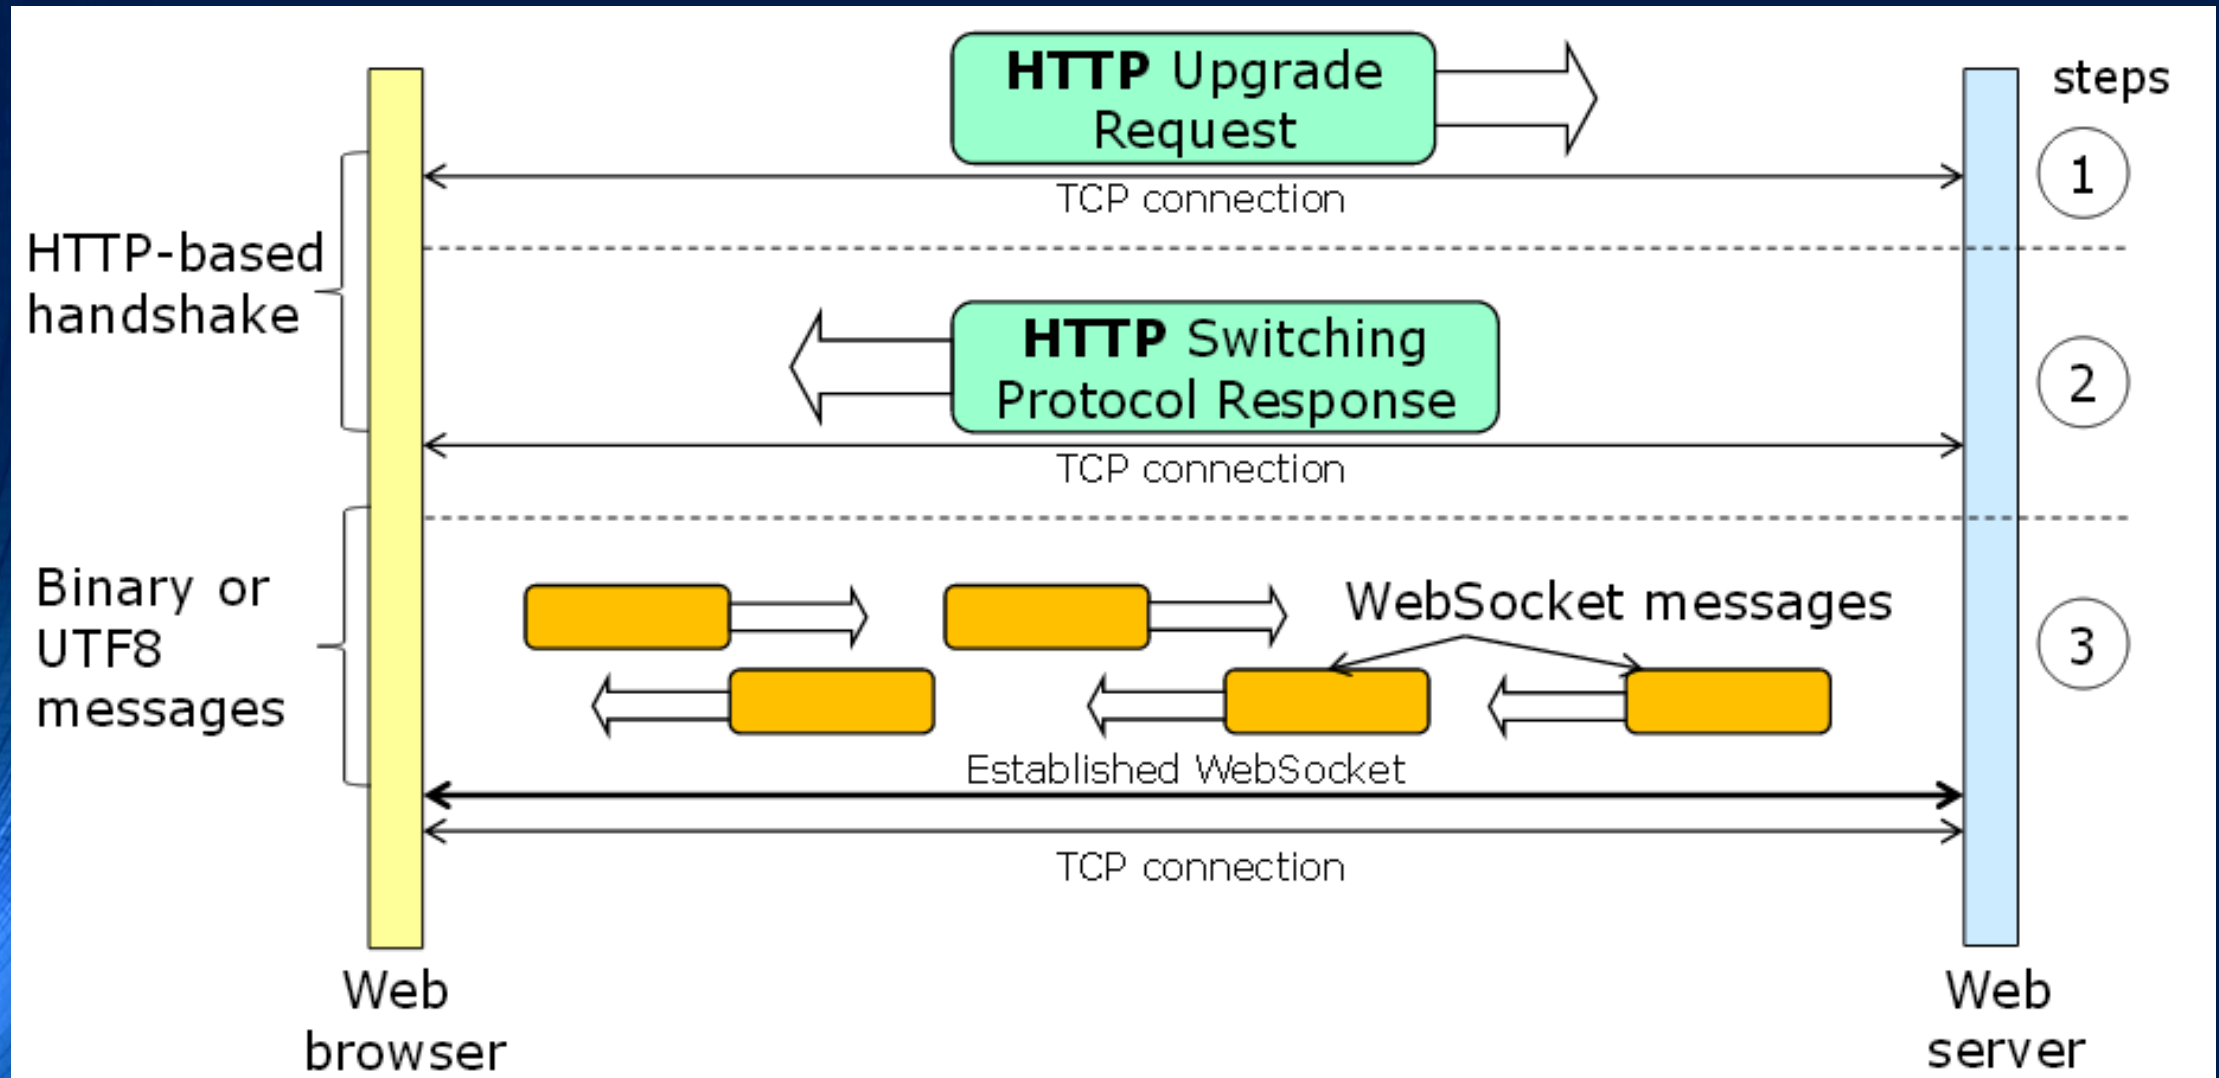 HTTP Upgrade
Request
steps
1
TCP connection
HTTP-based
handshake
HTTP Switching
Protocol Response
2
TCP connection
Binary or
UTF8
messages
WebSocket messages
3
Established WebSocket
TCP connection
Web
browser
Web
server